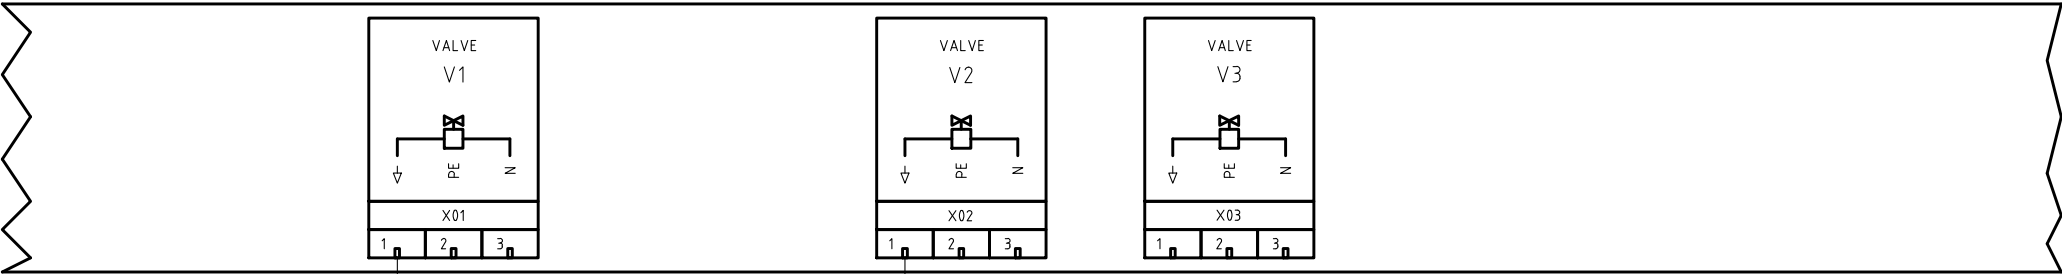 VALVE
V1
PE
N
X01
1 2 3
VALVE
V2
PE
N
X02
1 2 3
VALVE
V3
PE
N
X03
1 2 3